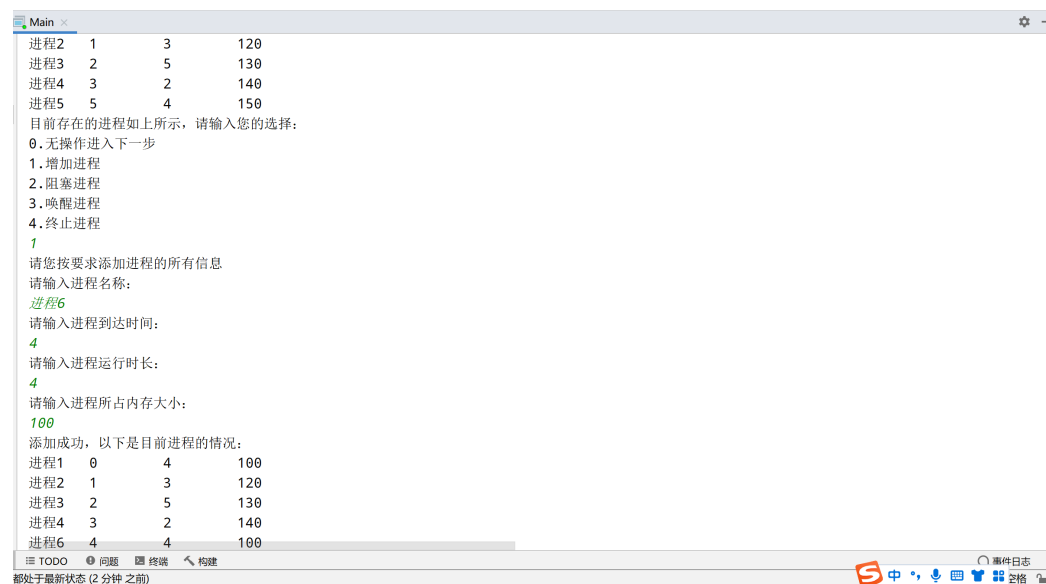 Main
进程2 1 3 120
进程3 2 5 130
进程4 3 2 140
进程5 5 4 150
目前存在的进程如上所示，请输入您的选择：
0.无操作进入下一步
1.增加进程
2.阻塞进程
3.唤醒进程
4.终止进程
1
请您按要求添加进程的所有信息
请输入进程名称：
进程6
请输入进程到达时间：
4
请输入进程运行时长：
4
请输入进程所占内存大小：
100
添加成功，以下是目前进程的情况：
进程1 0 4 100
进程2 1 3 120
进程3 2 5 130
进程4 3 2 140
进程6 4 4 100
TODO 问题 终端 构建 事件日志
都处于最新状态 (2 分钟 之前) 中 空格